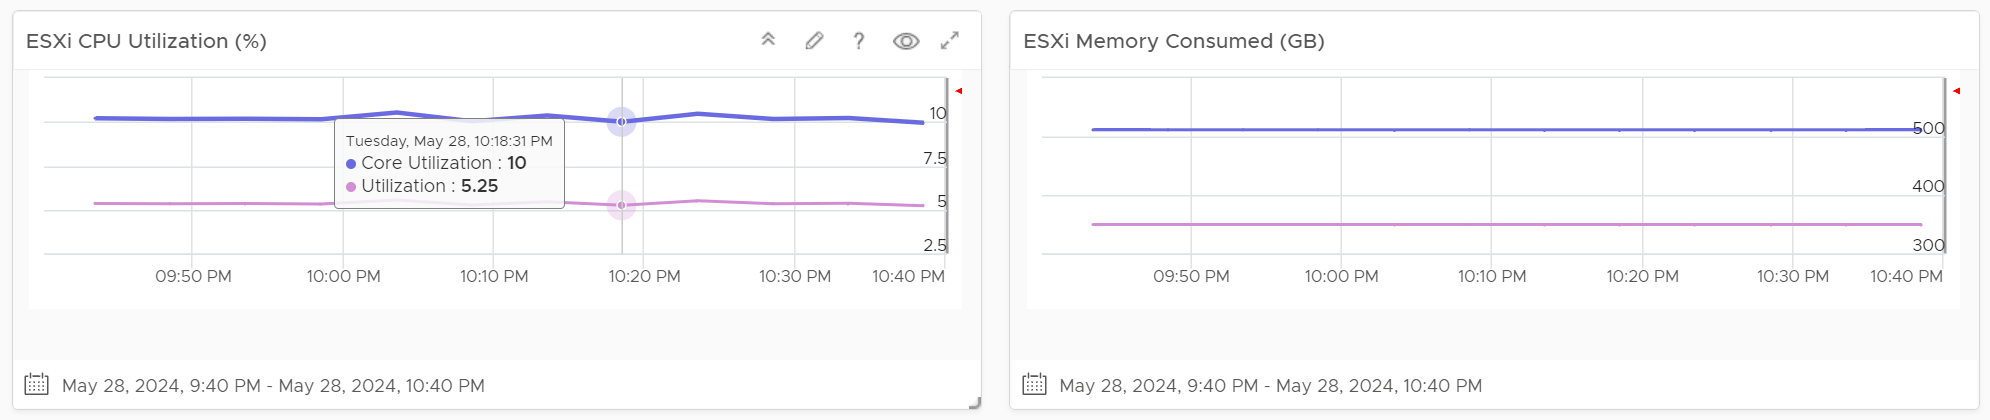 ESXi CPU Utilization (%)
?
10
7.5
5
2.5
Tuesday, May 28, 10:18:31 PM
Core Utilization : 10
Utilization : 5.25
09:50 PM 10:00 PM 10:10 PM 10:20 PM 10:30 PM 10:40 PM
May 28, 2024, 9:40 PM - May 28, 2024, 10:40 PM
ESXi Memory Consumed (GB)
500
400
300
09:50 PM 10:00 PM 10:10 PM 10:20 PM 10:30 PM 10:40 PM
May 28, 2024, 9:40 PM - May 28, 2024, 10:40 PM